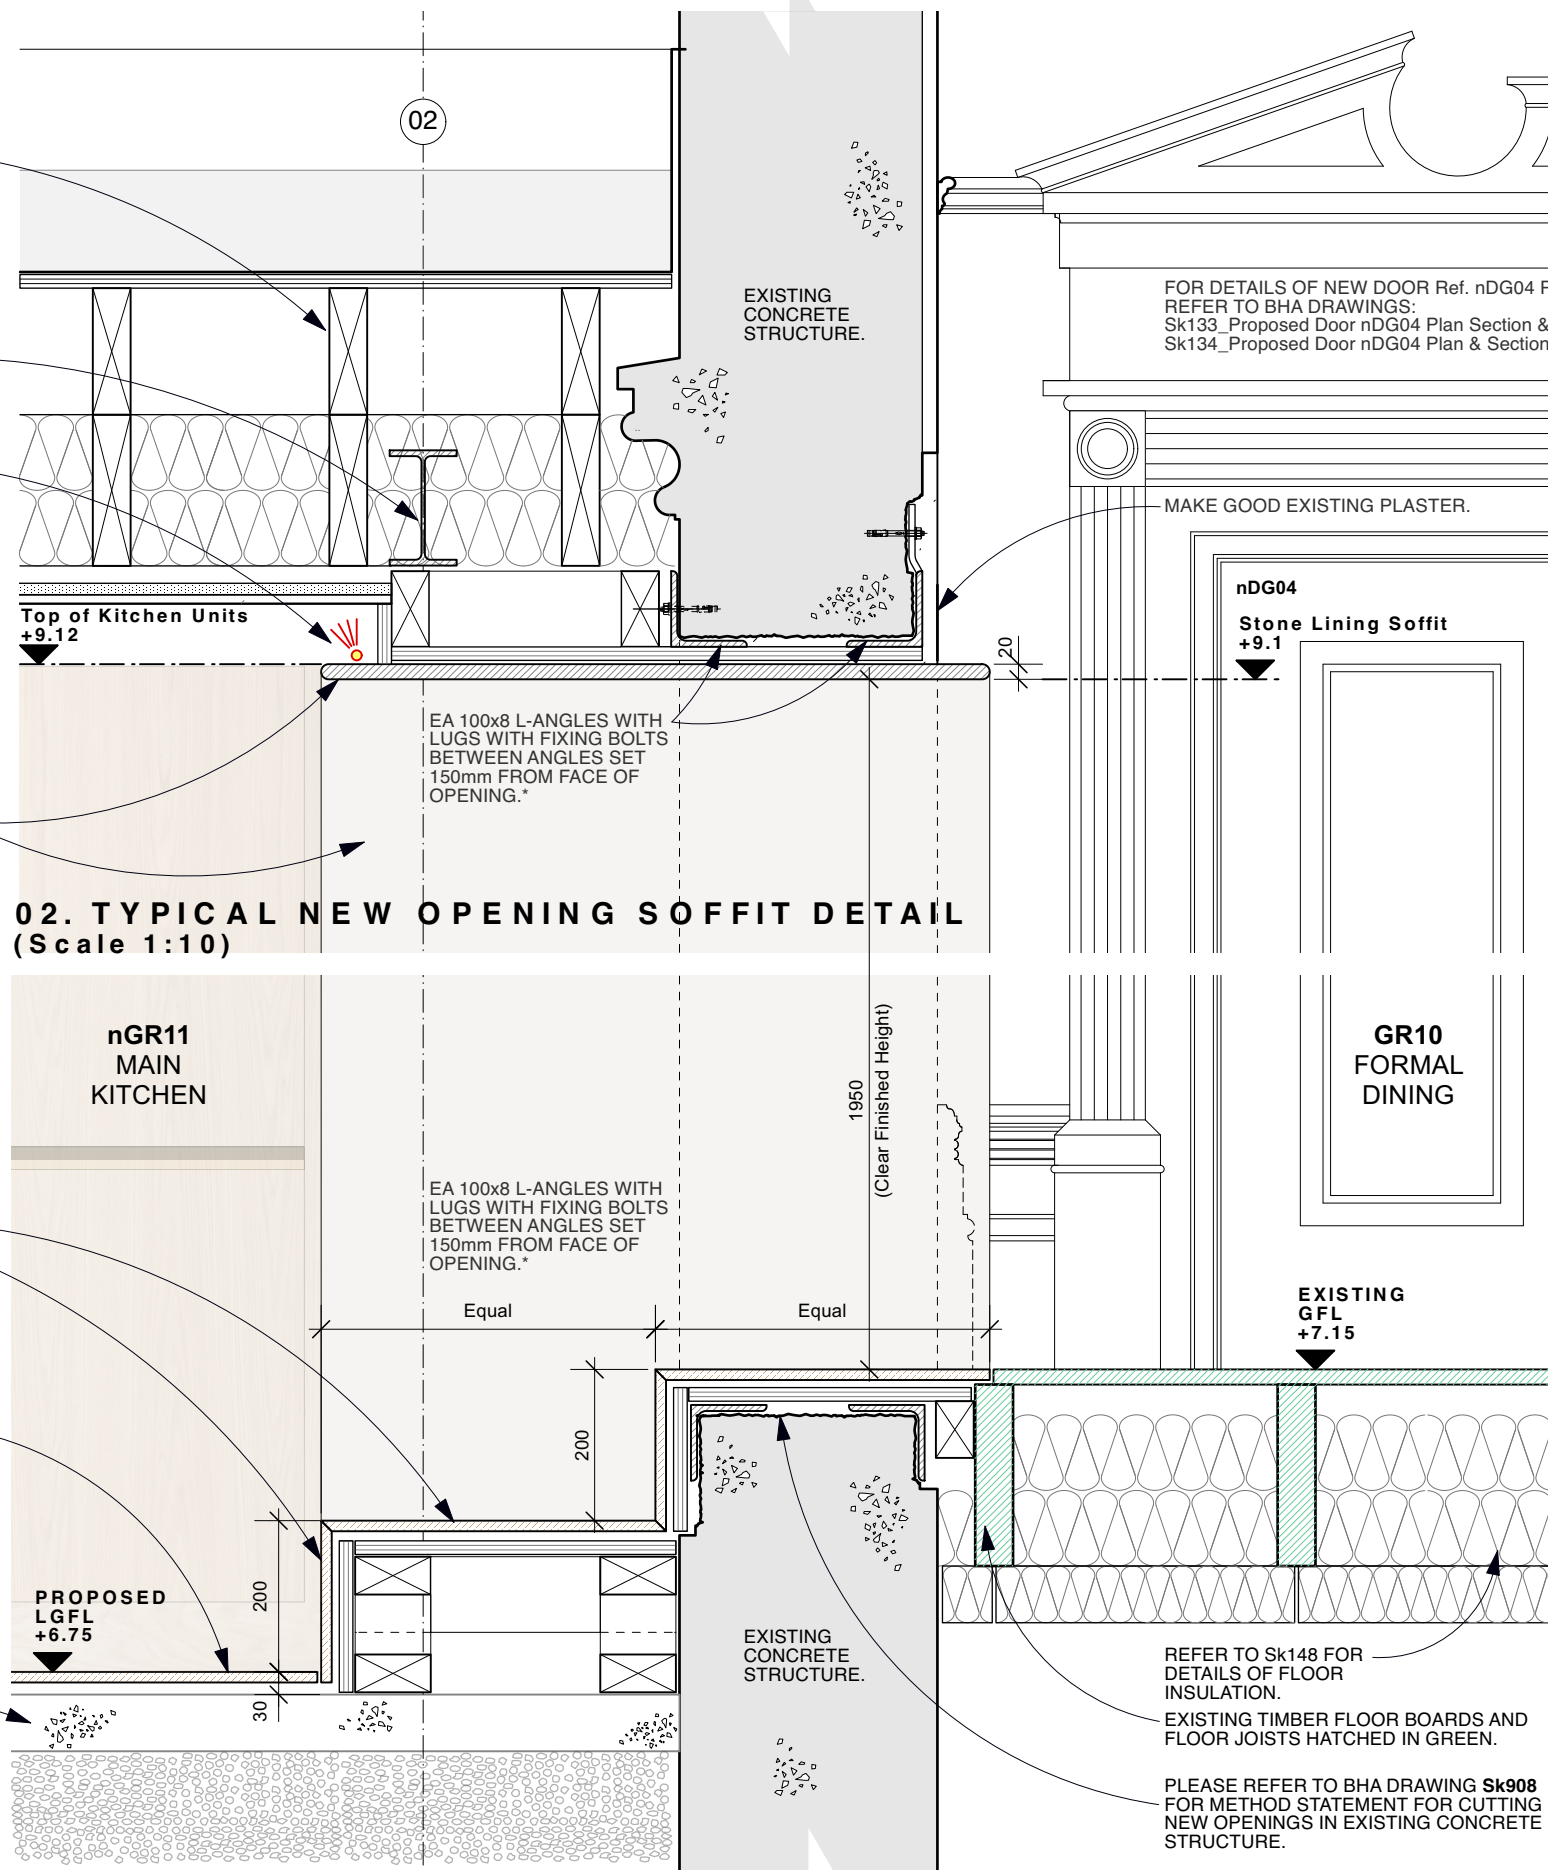 02
EXISTING
CONCRETE
STRUCTURE.
FOR DETAILS OF NEW DOOR Ref. nDG04
REFER TO BHA DRAWINGS:
Sk133_Proposed Door nDG04 Plan Section &
Sk134_Proposed Door nDG04 Plan & Section
MAKE GOOD EXISTING PLASTER.
nDG04
Stone Lining Soffit
+9.1
Top of Kitchen Units
+9.12
20
EA 100x8 L-ANGLES WITH
LUGS WITH FIXING BOLTS
BETWEEN ANGLES SET
150mm FROM FACE OF
OPENING.*
02. TYPICAL NEW OPENING SOFFIT DETAIL
(Scale 1:10)
nGR11
MAIN
KITCHEN
1950
(Clear Finished Height)
GR10
FORMAL
DINING
EA 100x8 L-ANGLES WITH
LUGS WITH FIXING BOLTS
BETWEEN ANGLES SET
150mm FROM FACE OF
OPENING.*
Equal
Equal
EXISTING
GFL
+7.15
200
200
PROPOSED
LGFL
+6.75
30
EXISTING
CONCRETE
STRUCTURE.
REFER TO Sk148 FOR
DETAILS OF FLOOR
INSULATION.
EXISTING TIMBER FLOOR BOARDS AND
FLOOR JOISTS HATCHED IN GREEN.
PLEASE REFER TO BHA DRAWING Sk908
FOR METHOD STATEMENT FOR CUTTING
NEW OPENINGS IN EXISTING CONCRETE
STRUCTURE.